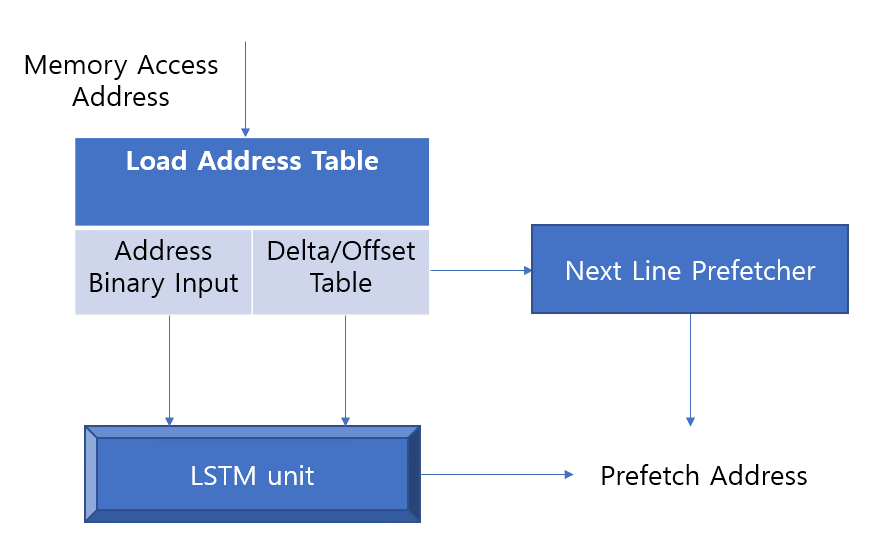 Memory Access
Address
Load Address Table
Address
Binary Input
Delta/Offset
Table
Next Line Prefetcher
LSTM unit
Prefetch Address